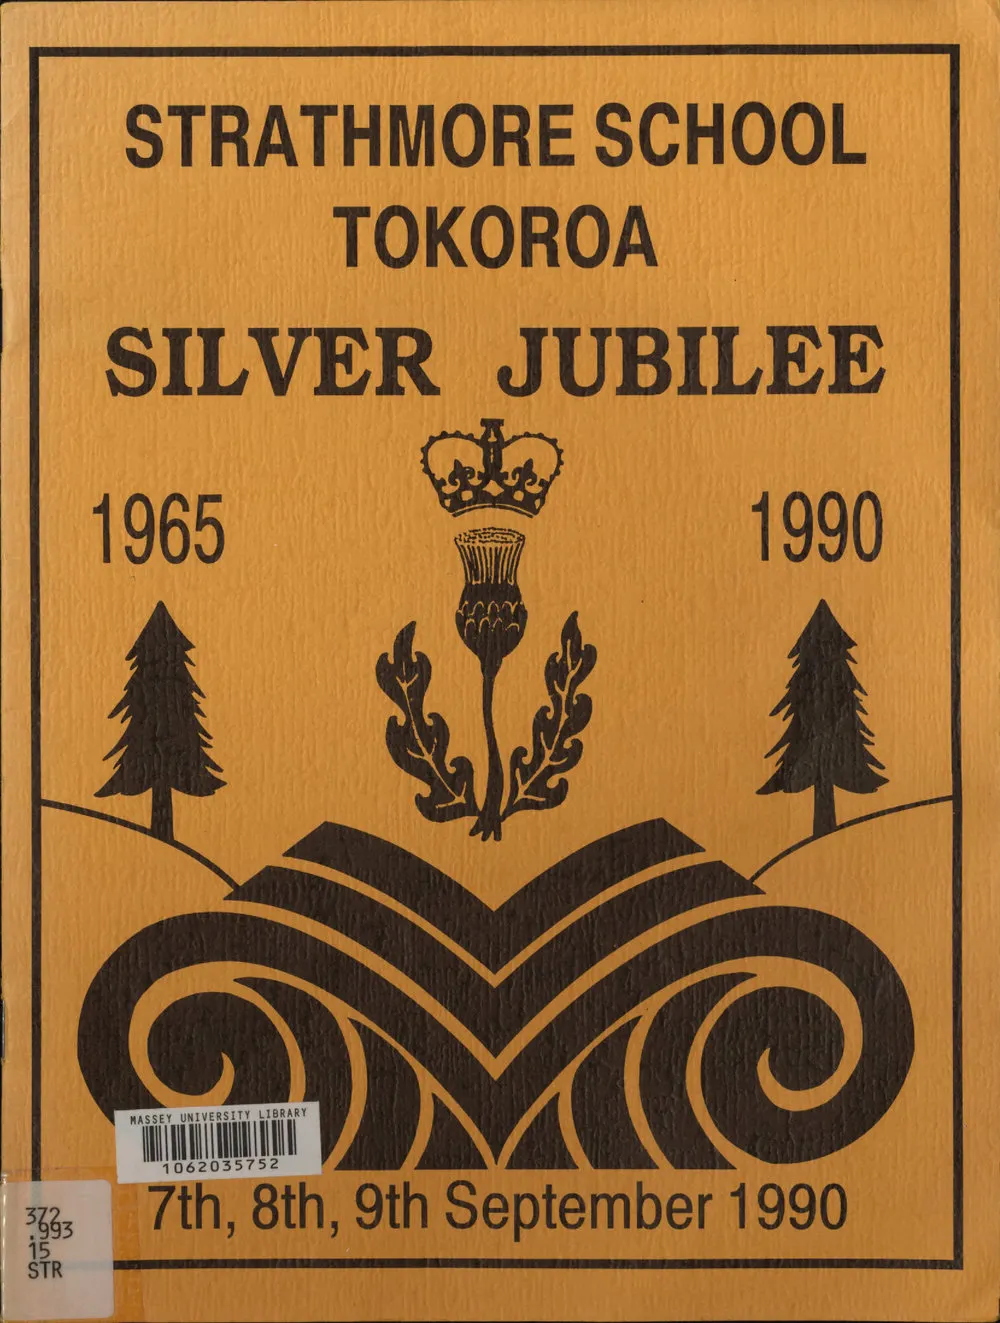 STRATHMORE SCHOOL
TOKOROA
SILVER JUBILEE
1965 1990
MASSEY UNIVERSITY LIBRARY
1062035752
7th, 8th, 9th September 1990
372
.993
15
STR